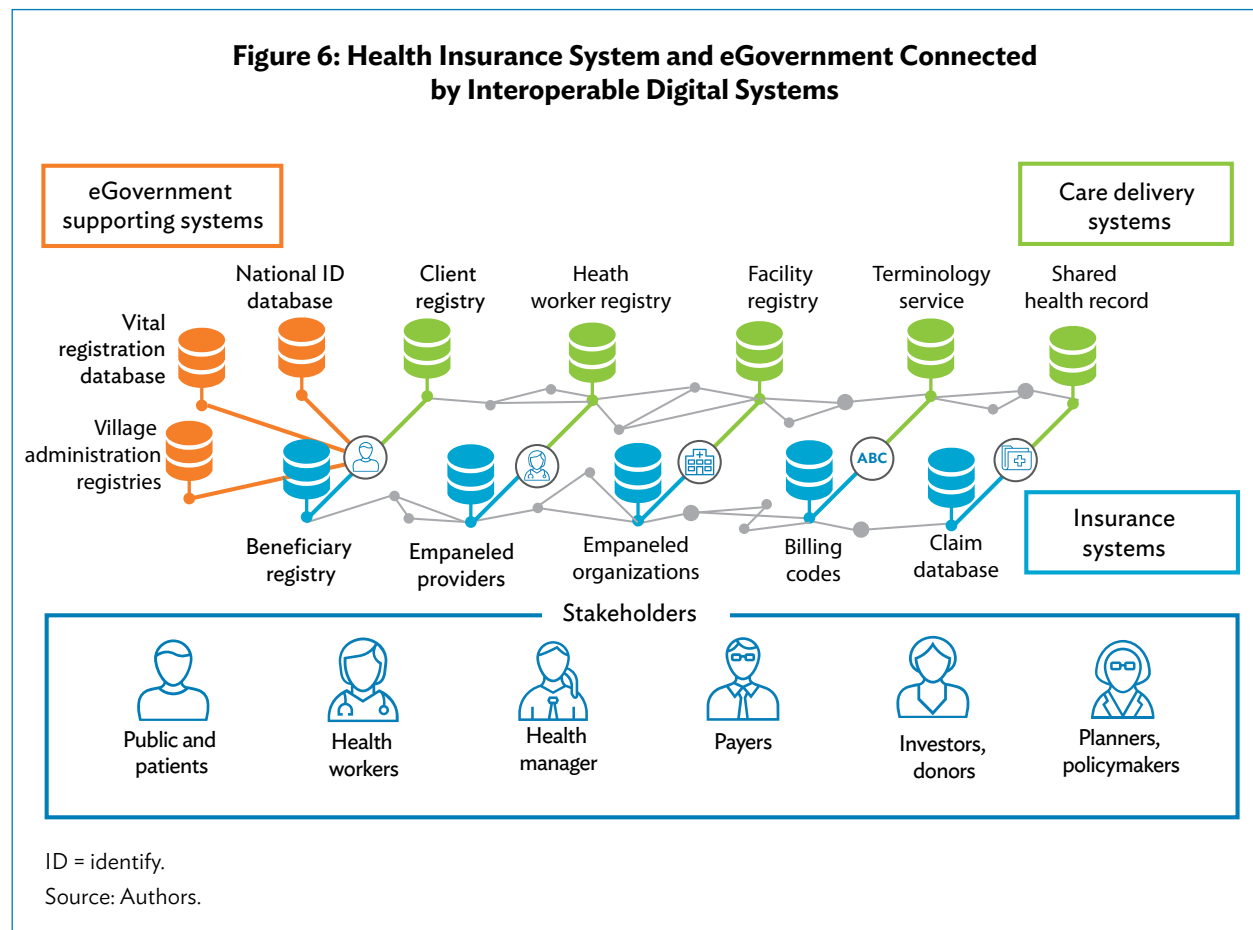 Figure 6: Health Insurance System and eGovernment Connected
by Interoperable Digital Systems
eGovernment
supporting systems
Care delivery
systems
National ID
database
Client
registry
Heath
worker registry
Facility
registry
Terminology
service
Shared
health record
Vital
registration
database
Village
administration
registries
ABC
Beneficiary
registry
Empaneled
providers
Empaneled
organizations
Billing
codes
Claim
database
Insurance
systems
Stakeholders
Public and
patients
Health
workers
Health
manager
Payers
Investors,
donors
Planners,
policymakers
ID = identify.
Source: Authors.